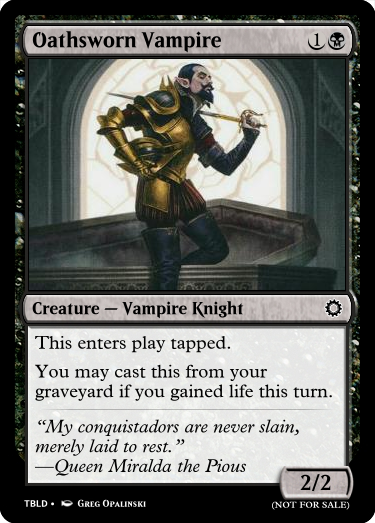 Oathsworn Vampire 1
Creature — Vampire Knight
This enters play tapped.
You may cast this from your
graveyard if you gained life this turn.
“My conquistadors are never slain,
merely laid to rest.”
—Queen Miralda the Pious
2/2
TBLD • Greg Opalinski
(NOT FOR SALE)